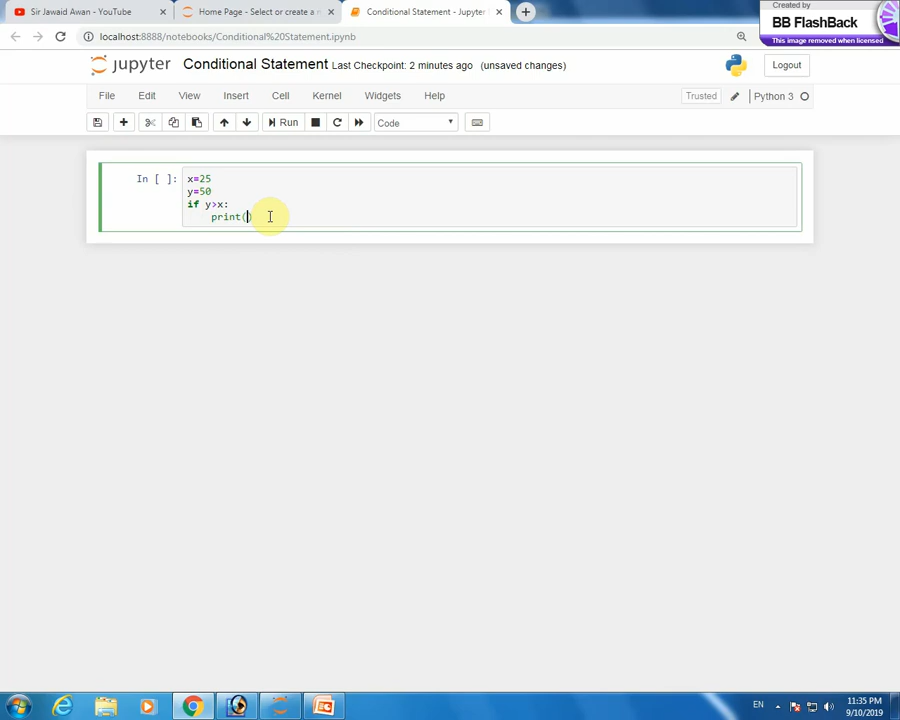 Sir Jawaid Awan - YouTube
Home Page - Select or create a n
Conditional Statement - Jupyter
Created by
BB FlashBack
This image removed when licensed
localhost:8888/notebooks/Conditional%20Statement.ipynb
jupyter Conditional Statement Last Checkpoint: 2 minutes ago (unsaved changes)
Logout
File Edit View Insert Cell Kernel Widgets Help
Trusted
Python 3
Run
Code
In [ ]:
x=25
y=50
if y>x:
print()
EN
11:35 PM
9/10/2019